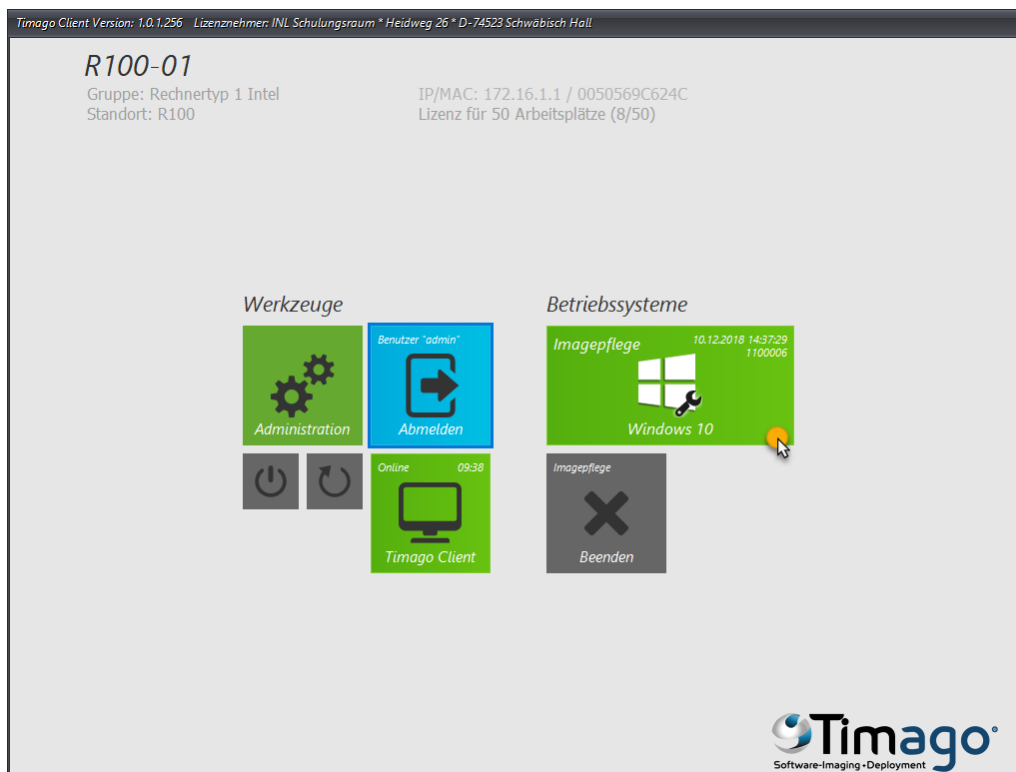 Timago Client Version: 1.0.1.256 Lizenznehmer: INL Schulungsraum * Heidweg 26 * D-74523 Schwäbisch Hall
R100-01
Gruppe: Rechnertyp 1 Intel
Standort: R100
IP/MAC: 172.16.1.1 / 0050569C624C
Lizenz für 50 Arbeitsplätze (8/50)
Werkzeuge
Administration
Benutzer "admin"
Abmelden
Online 09:38
Timago Client
Betriebssysteme
Imagepflege
10.12.2018 14:37:29
1100006
Windows 10
Imagepflege
Beenden
Timago
Software-Imaging • Deployment